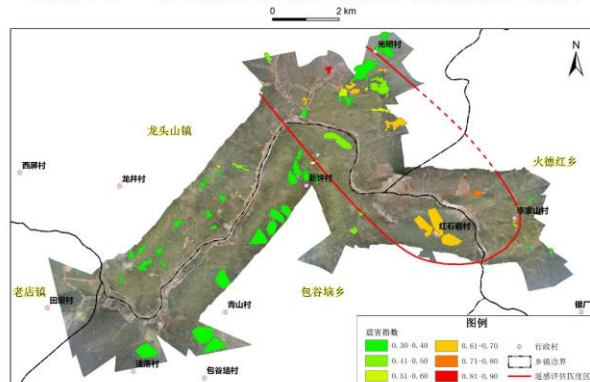 0 2 km
N
光明村
龙头山镇
火德红乡
西屏村
龙井村
新坪村
李家山村
红石岩村
老店镇
田坝村
包谷垴乡
银厂
青山村
包谷垴村
图例
震害指数
0.30-0.40
0.41-0.50
0.51-0.60
0.61-0.70
0.71-0.80
0.81-0.90
行政村
乡镇边界
遥感评估IX度区